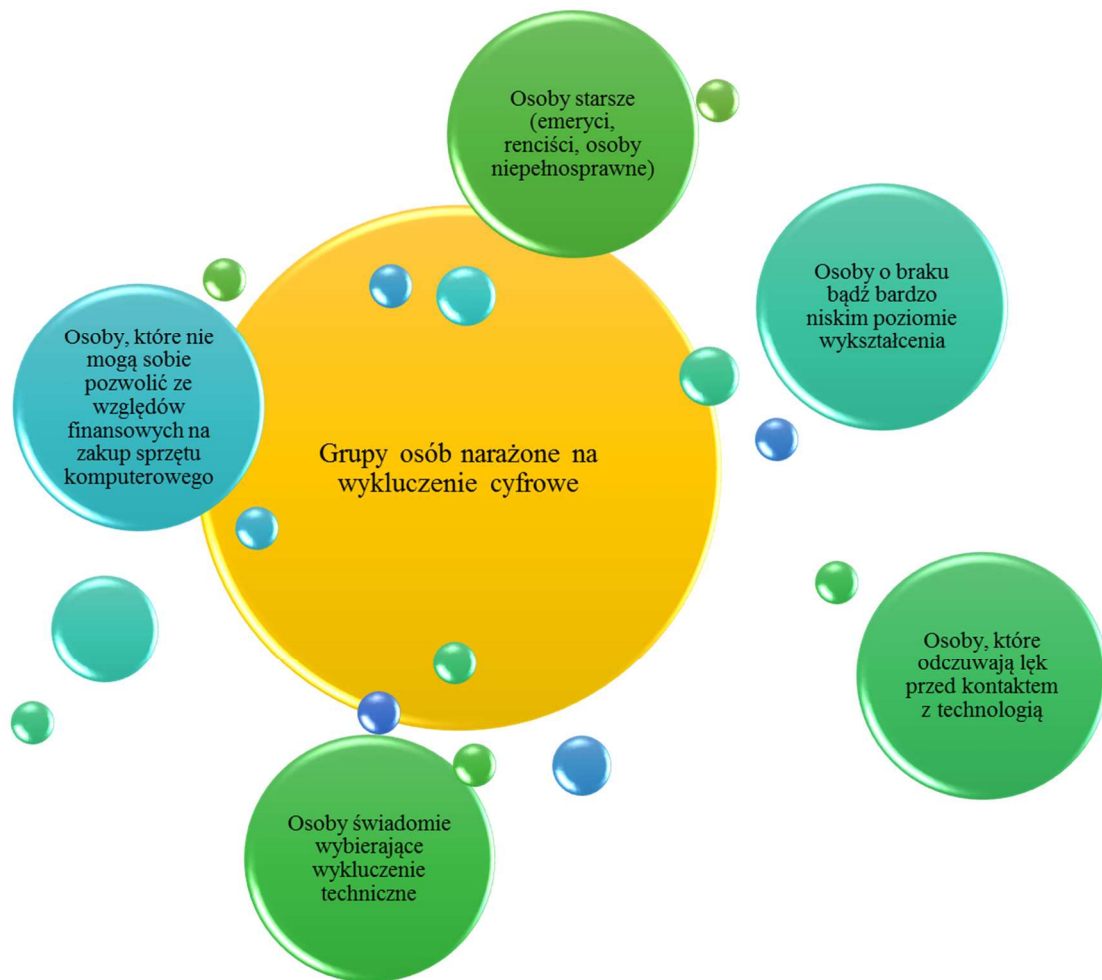 Osoby starsze
(emeryci,
renciści, osoby
niepełnosprawne)
Osoby o braku
bądź bardzo
niskim poziomie
wykształcenia
Osoby, które nie
mogą sobie
pozwolić ze
względów
finansowych na
zakup sprzętu
komputerowego
Grupy osób narażone na
wykluczenie cyfrowe
Osoby, które
odczuwają lęk
przed kontaktem
z technologią
Osoby świadomie
wybierające
wykluczenie
techniczne